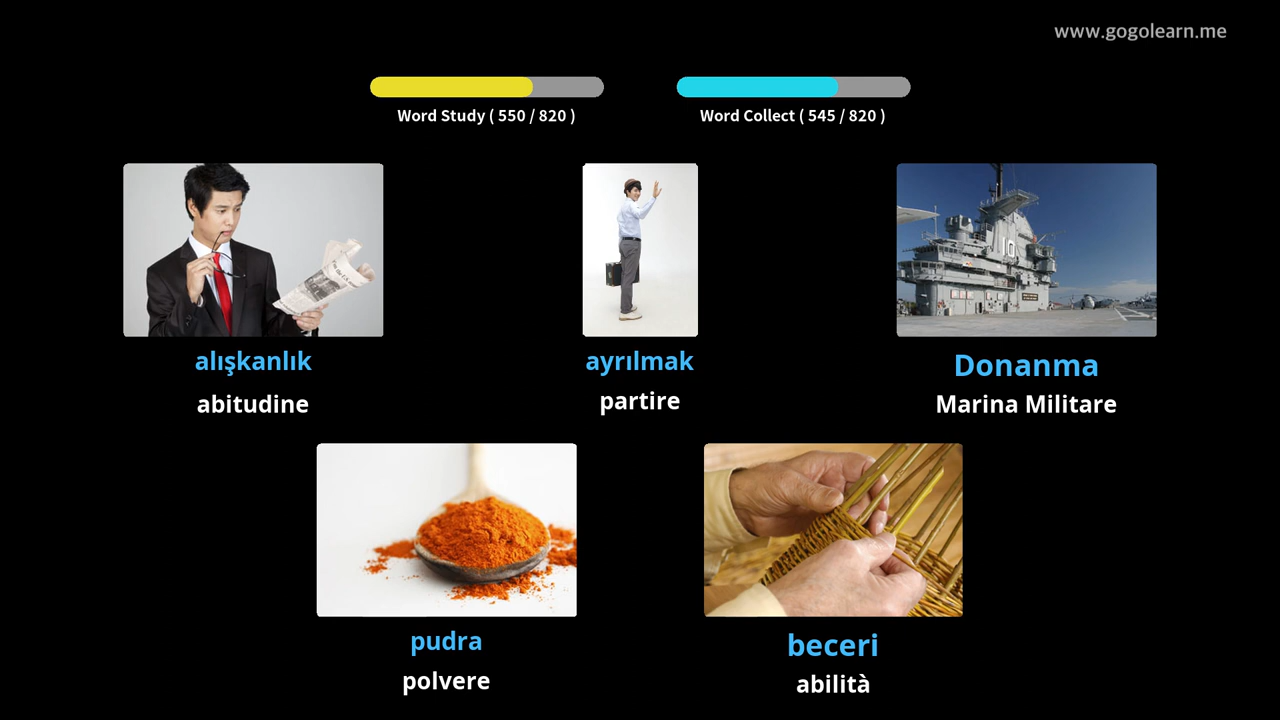 www.gogolearn.me
Word Study ( 550 / 820 )
Word Collect ( 545 / 820 )
alışkanlık
abitudine
ayrılmak
partire
10
Donanma
Marina Militare
pudra
polvere
beceri
abilità